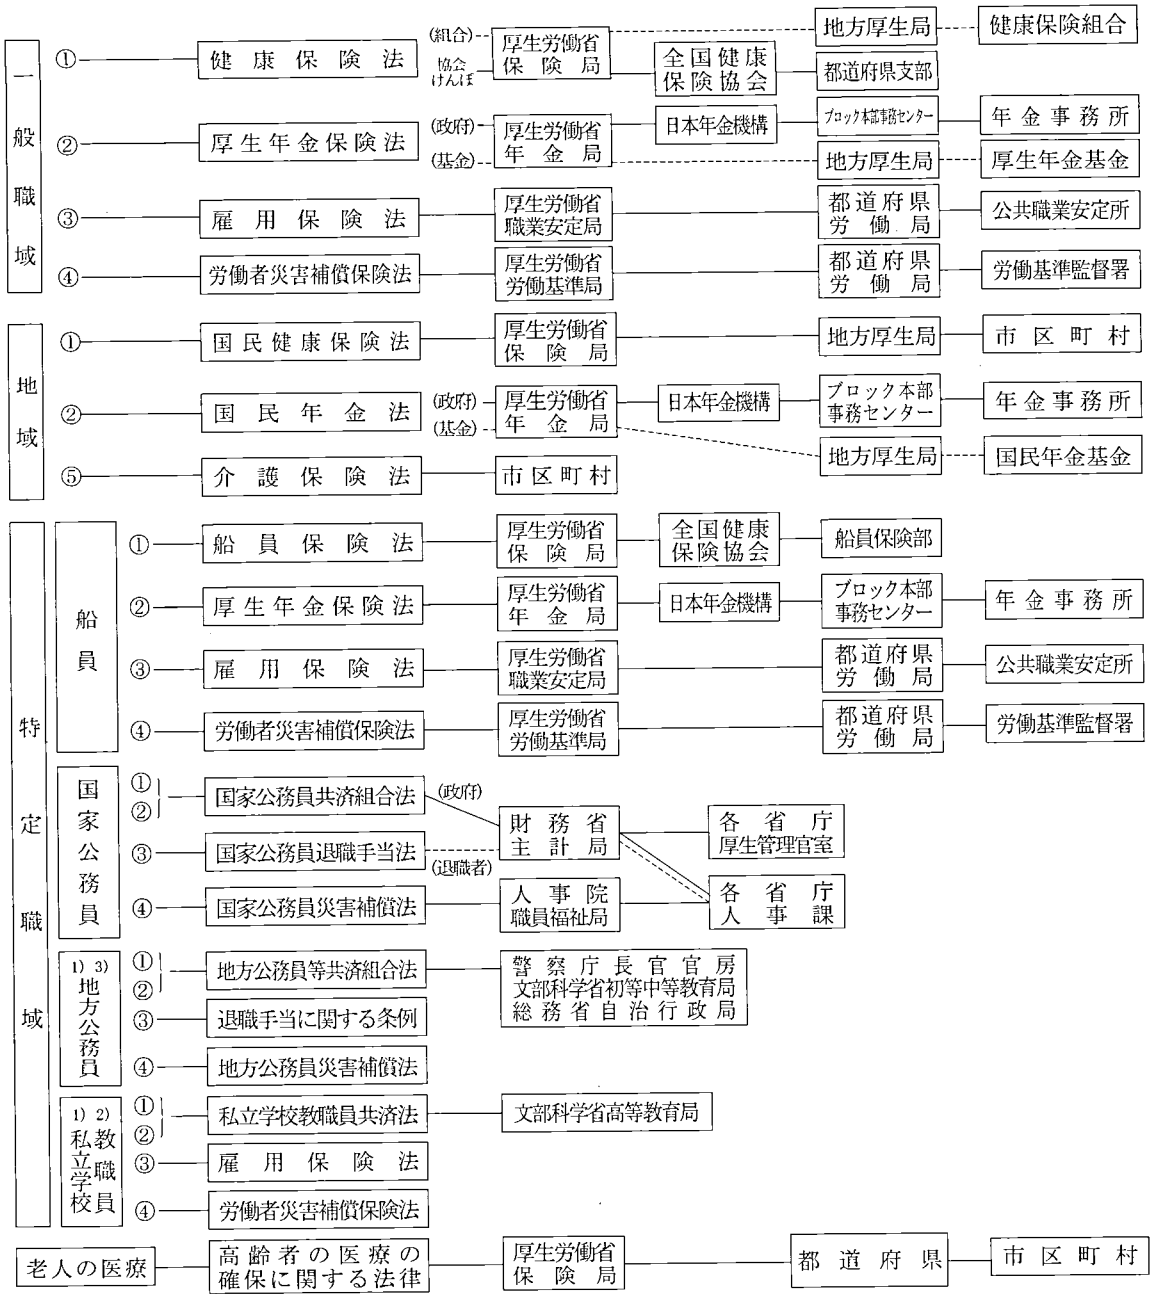 一般職域
① 健康保険法 (組合) 厚生労働省保険局 地方厚生局 健康保険組合
協会けんぽ 全国健康保険協会 都道府県支部
② 厚生年金保険法 (政府) 厚生労働省年金局 日本年金機構 ブロック本部事務センター 年金事務所
(基金) 地方厚生局 厚生年金基金
③ 雇用保険法 厚生労働省職業安定局 都道府県労働局 公共職業安定所
④ 労働者災害補償保険法 厚生労働省労働基準局 都道府県労働局 労働基準監督署
地域
① 国民健康保険法 厚生労働省保険局 地方厚生局 市区町村
② 国民年金法 (政府) 厚生労働省年金局 日本年金機構 ブロック本部事務センター 年金事務所
(基金) 地方厚生局 国民年金基金
⑤ 介護保険法 市区町村
特定職域
船員
① 船員保険法 厚生労働省保険局 全国健康保険協会 船員保険部
② 厚生年金保険法 厚生労働省年金局 日本年金機構 ブロック本部事務センター 年金事務所
③ 雇用保険法 厚生労働省職業安定局 都道府県労働局 公共職業安定所
④ 労働者災害補償保険法 厚生労働省労働基準局 都道府県労働局 労働基準監督署
国家公務員
① ② 国家公務員共済組合法 (政府) 財務省主計局 各省庁厚生管理官室
③ 国家公務員退職手当法 (退職者)
④ 国家公務員災害補償法 人事院職員福祉局 各省庁人事課
1) 3) 地方公務員
① ② 地方公務員等共済組合法 警察庁長官官房
文部科学省初等中等教育局
総務省自治行政局
③ 退職手当に関する条例
④ 地方公務員災害補償法
1) 2) 私立学校教職員
① ② 私立学校教職員共済法 文部科学省高等教育局
③ 雇用保険法
④ 労働者災害補償保険法
老人の医療 高齢者の医療の確保に関する法律 厚生労働省保険局 都道府県 市区町村